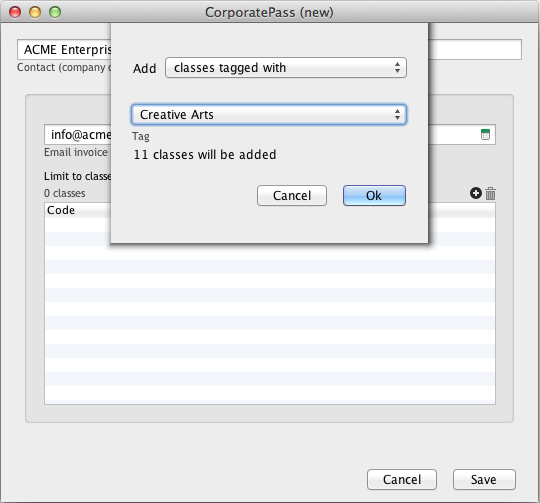 CorporatePass (new)
ACME Enterpris
Contact (company o
Add classes tagged with
Creative Arts
Tag
11 classes will be added
Cancel Ok
info@acme
Email invoice
Limit to classe
0 classes
Code
Cancel Save